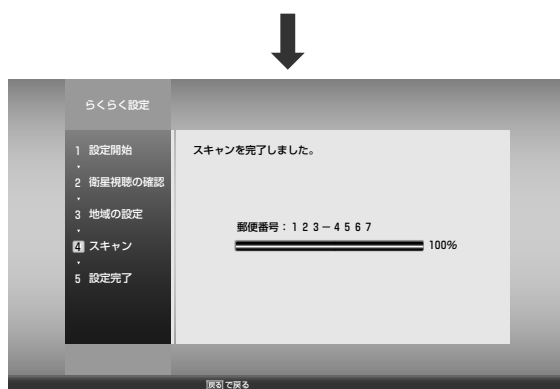 らくらく設定
1 設定開始
2 衛星視聴の確認
3 地域の設定
4 スキャン
5 設定完了
スキャンを完了しました。
郵便番号：１２３－４５６７
100%
戻る で戻る